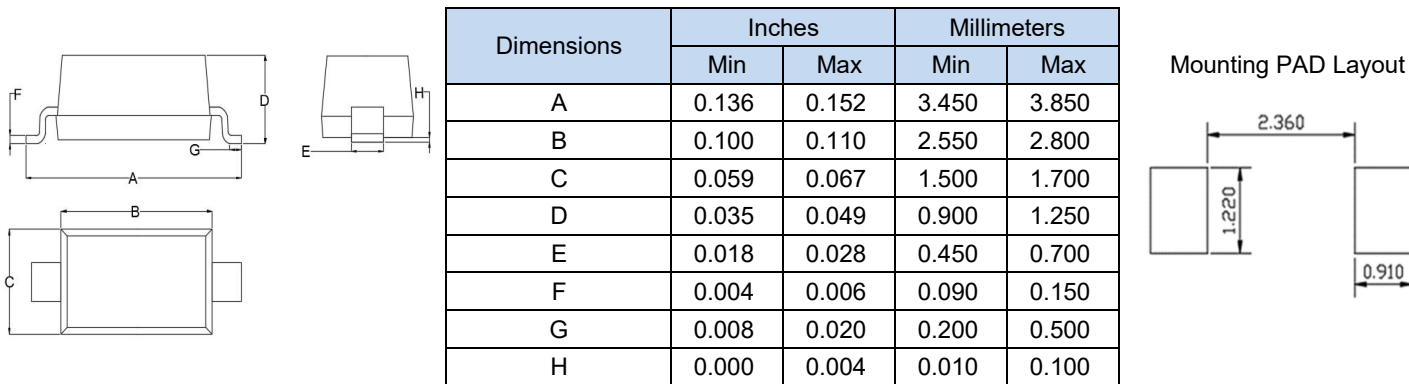 F
D
G
A
H
E
B
C
Dimensions Inches Millimeters
Min Max Min Max
A 0.136 0.152 3.450 3.850
B 0.100 0.110 2.550 2.800
C 0.059 0.067 1.500 1.700
D 0.035 0.049 0.900 1.250
E 0.018 0.028 0.450 0.700
F 0.004 0.006 0.090 0.150
G 0.008 0.020 0.200 0.500
H 0.000 0.004 0.010 0.100
Mounting PAD Layout
2.360
1.220
0.910